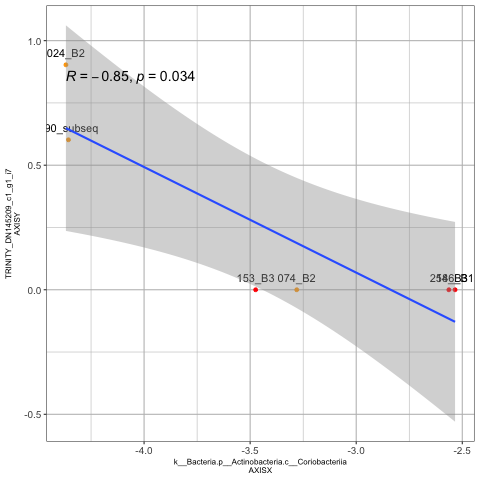 1.0
0.5
0.0
-0.5
-4.0
-3.5
-3.0
-2.5
024_B2
R = −0.85, p = 0.034
90_subseq
153_B3
074_B2
TRINITY_DN145209_c1_g1_i7
AXISY
k__Bacteria.p__Actinobacteria.c__Coriobacteriia
AXISX